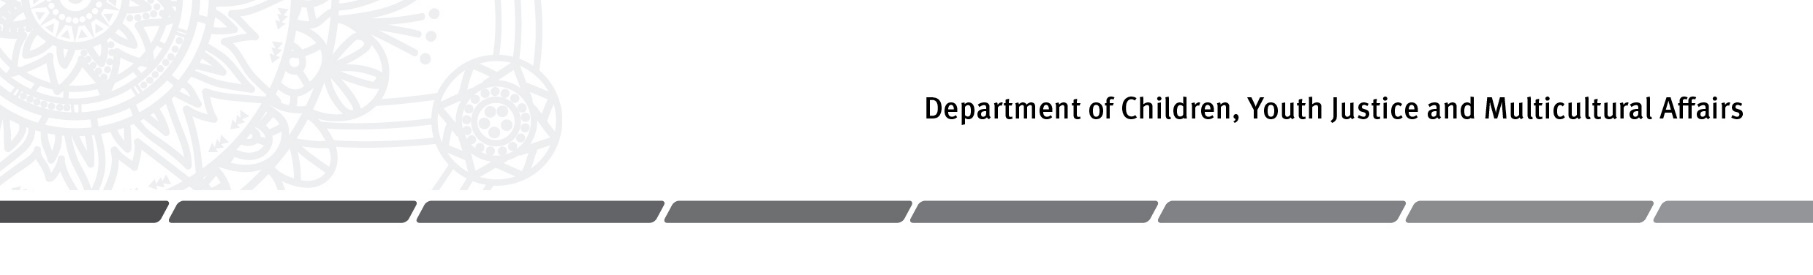 Department of Children, Youth Justice and Multicultural Affairs